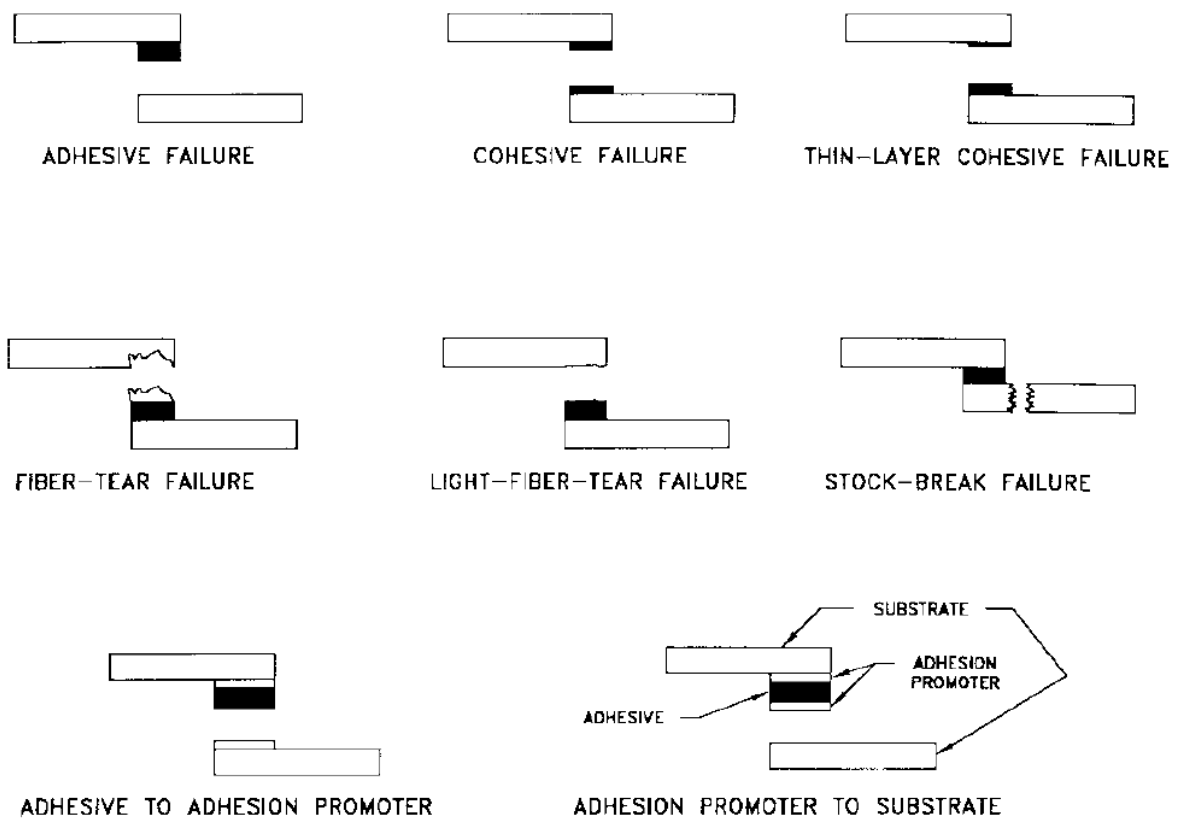 ADHESIVE FAILURE
COHESIVE FAILURE
THIN-LAYER COHESIVE FAILURE
FIBER-TEAR FAILURE
LIGHT-FIBER-TEAR FAILURE
STOCK-BREAK FAILURE
SUBSTRATE
ADHESION
PROMOTER
ADHESIVE
ADHESIVE TO ADHESION PROMOTER
ADHESION PROMOTER TO SUBSTRATE